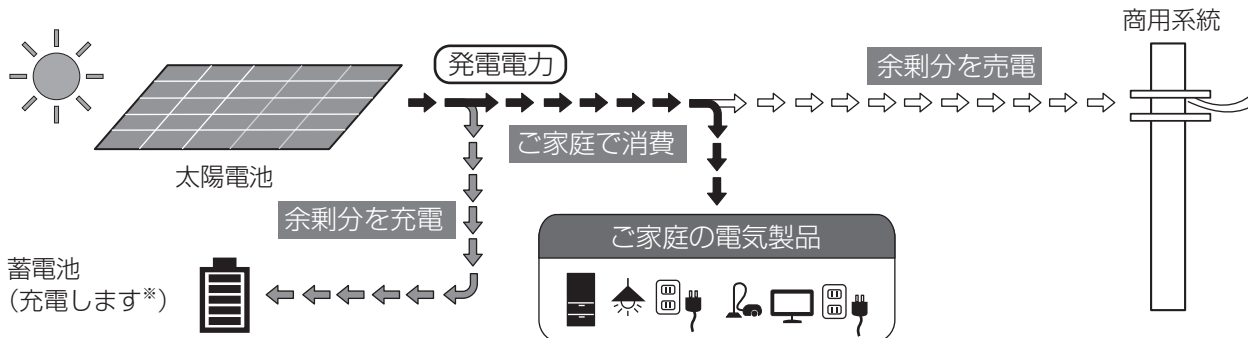 商用系統
発電電力
余剰分を売電
ご家庭で消費
太陽電池
余剰分を充電
ご家庭の電気製品
蓄電池
（充電します※）